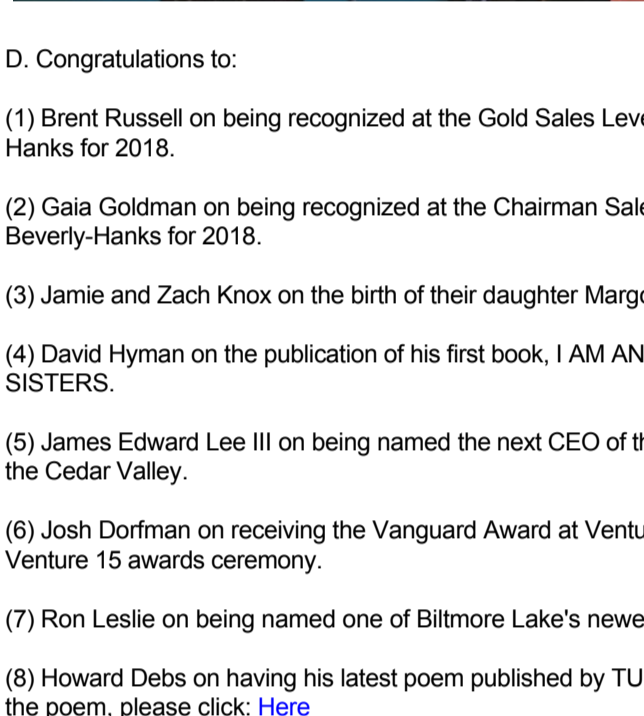 D. Congratulations to:
(1) Brent Russell on being recognized at the Gold Sales
Hanks for 2018.
(2) Gaia Goldman on being recognized at the Chairman
Beverly-Hanks for 2018.
(3) Jamie and Zach Knox on the birth of their daughter
(4) David Hyman on the publication of his first book, I AM AN
SISTERS.
(5) James Edward Lee III on being named the next CEO of
the Cedar Valley.
(6) Josh Dorfman on receiving the Vanguard Award at
Venture 15 awards ceremony.
(7) Ron Leslie on being named one of Biltmore Lake's
(8) Howard Debs on having his latest poem published by
the poem, please click: Here